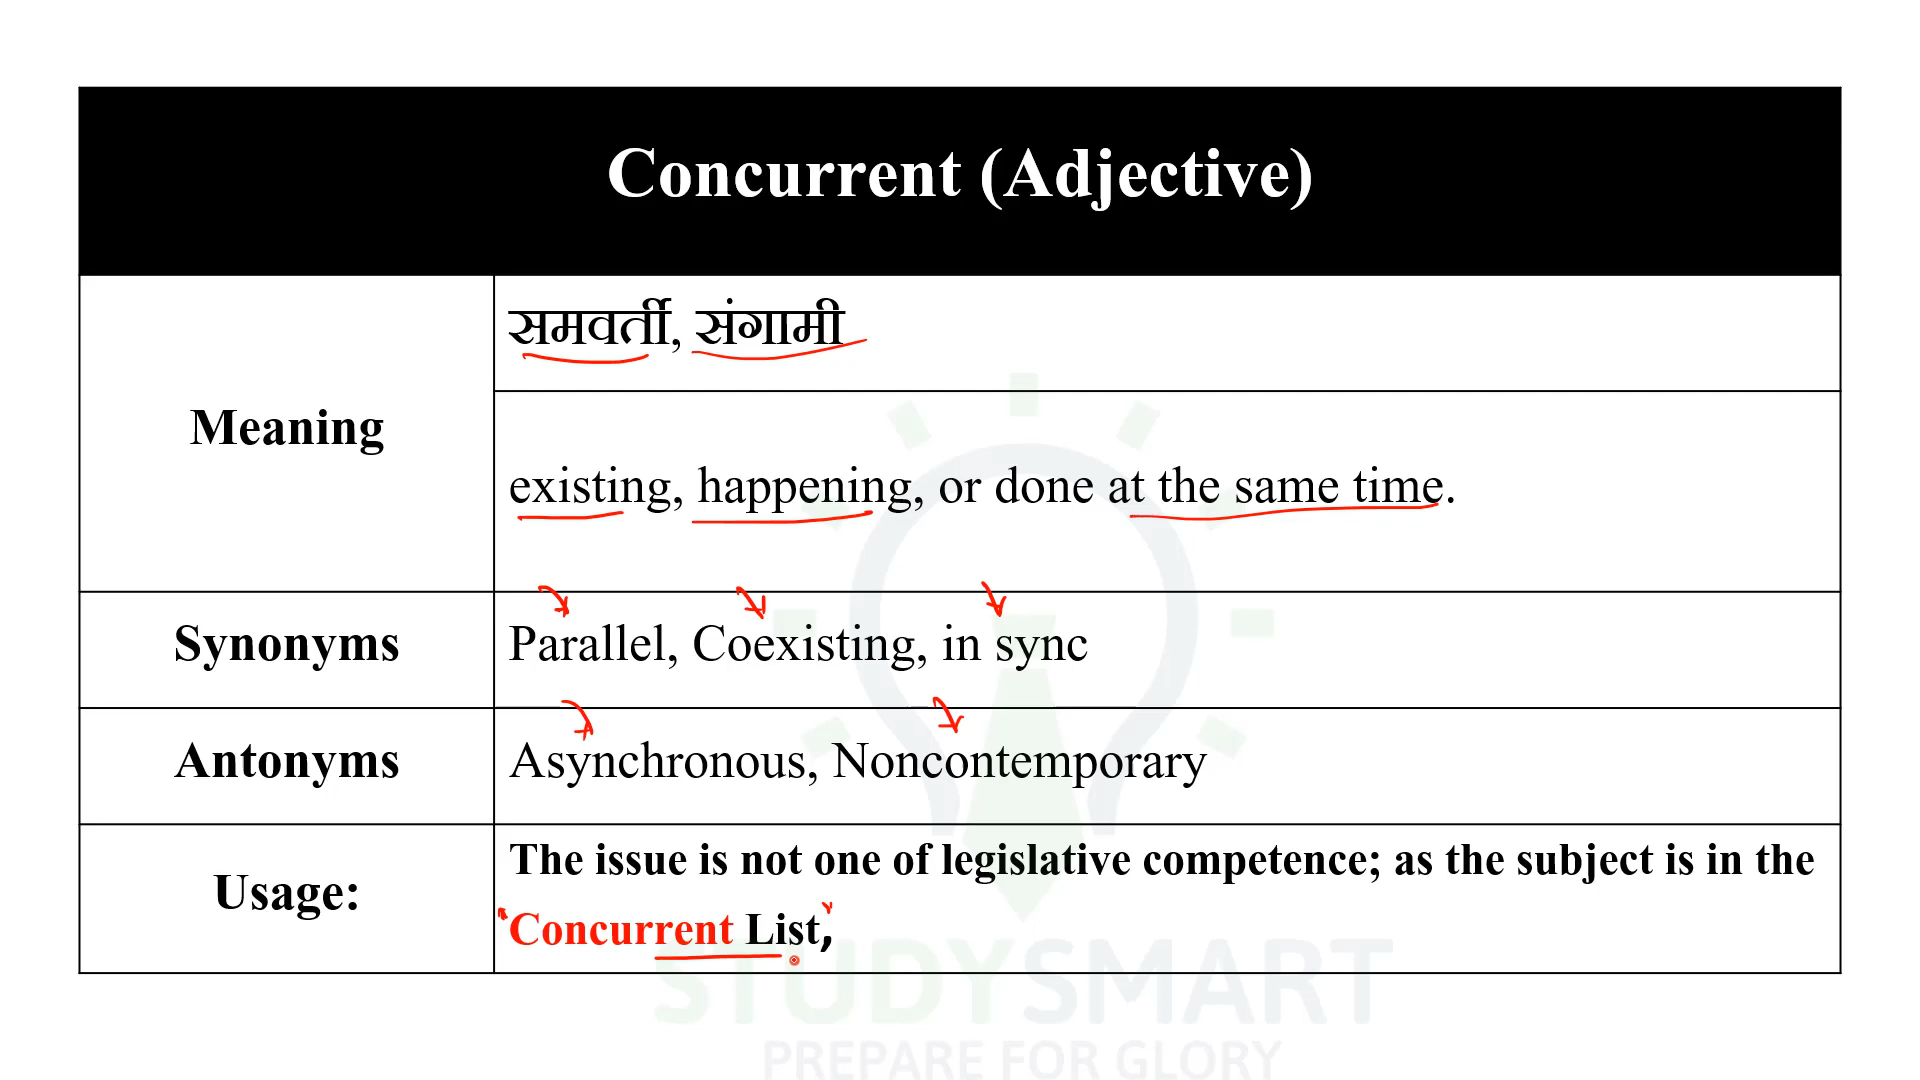 Concurrent (Adjective)
Meaning
समवर्ती, संगामी
existing, happening, or done at the same time.
Synonyms
Parallel, Coexisting, in sync
Antonyms
Asynchronous, Noncontemporary
Usage:
The issue is not one of legislative competence; as the subject is in the
Concurrent List,
STUDYSMART
PREPARE FOR GLORY